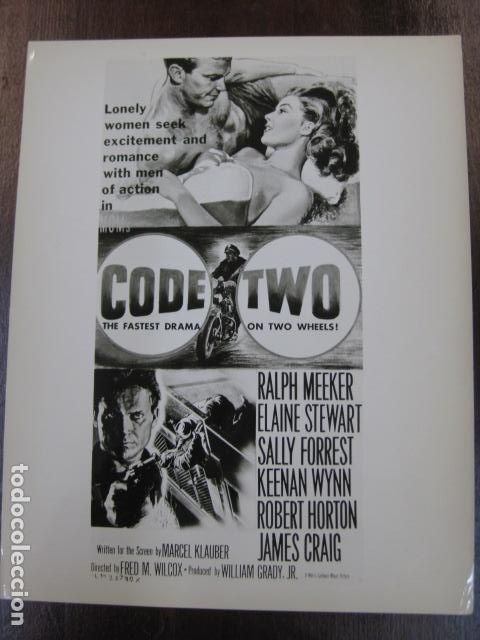 Lonely
women seek
excitement and
romance
with men
of action
in
M·G·M's
CODE TWO
THE FASTEST DRAMA ON TWO WHEELS!
RALPH MEEKER
ELAINE STEWART
SALLY FORREST
KEENAN WYNN
ROBERT HORTON
JAMES CRAIG
Written for the Screen by MARCEL KLAUBER
Directed by FRED M. WILCOX • Produced by WILLIAM GRADY, JR.
todocoleccion